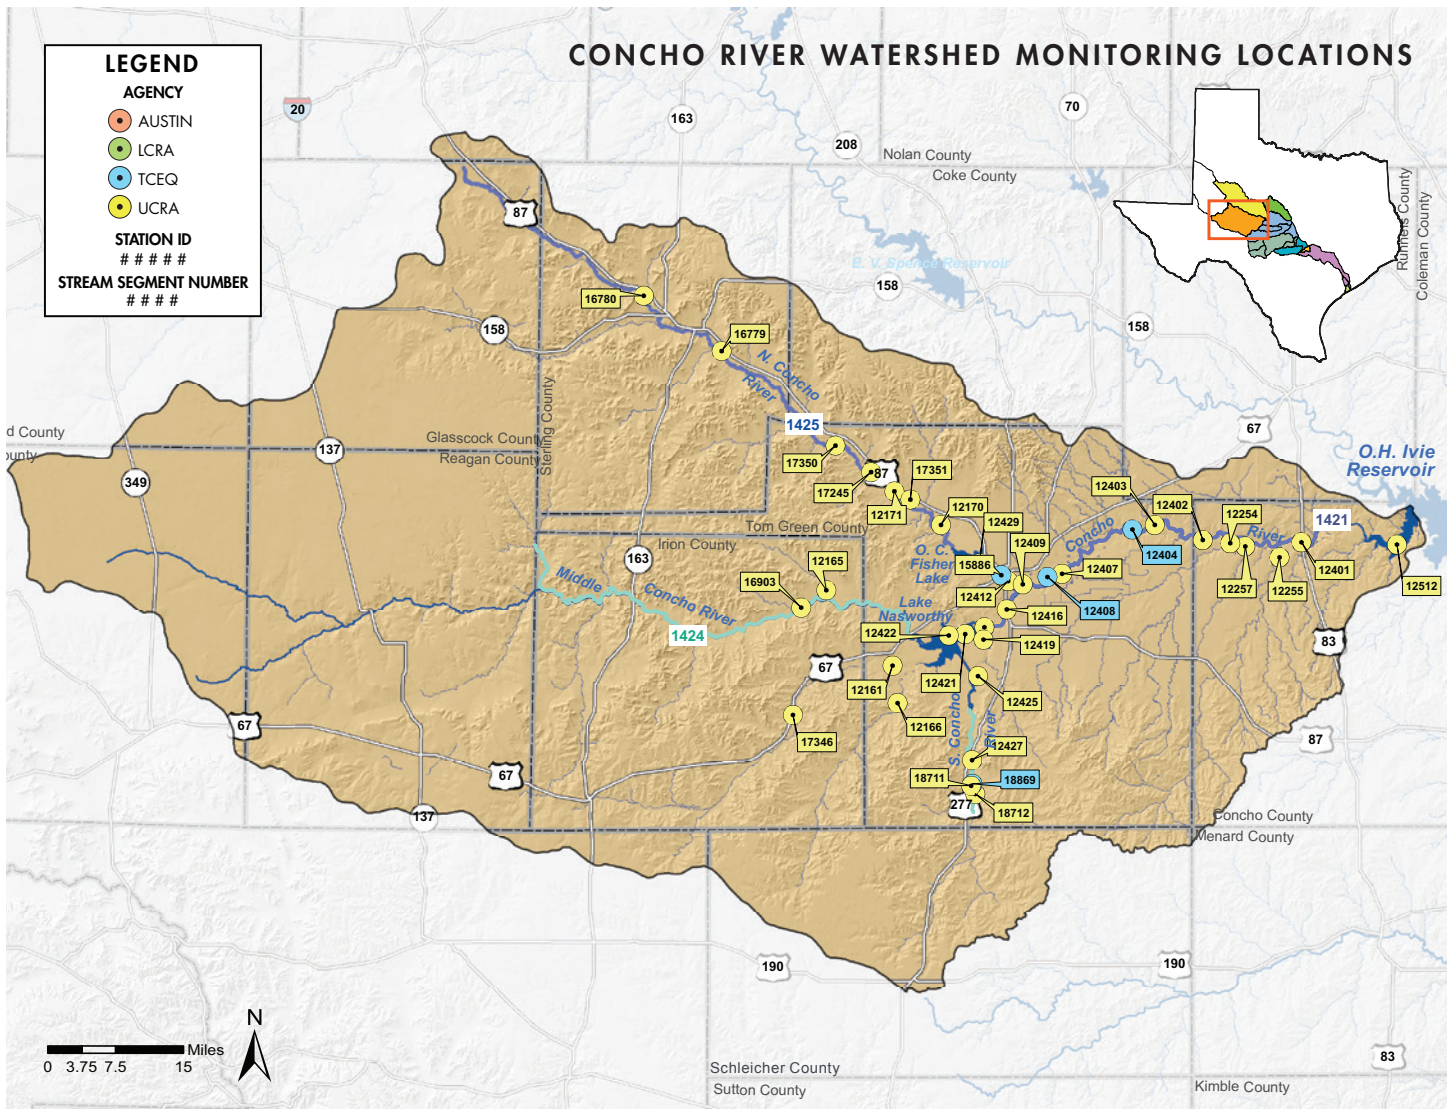 CONCHO RIVER WATERSHED MONITORING LOCATIONS
LEGEND
AGENCY
AUSTIN
LCRA
TCEQ
UCRA
STATION ID
# # # # #
STREAM SEGMENT NUMBER
# # # #
20
163
70
208
Nolan County
Coke County
Runnels County
Coleman County
87
E. V. Spence Reservoir
158
16780
158
158
16779
N. Concho
River
Sterling County
1425
67
d County
ounty
137
Glasscock County
Reagan County
O.H. Ivie
Reservoir
349
17350
87
17351
17245
12171
12403
12402
12254
12170
12429
1421
Tom Green County
Irion County
12409
Concho
River
163
O. C.
Fisher
Lake
15886
12404
12401
12165
12407
12257
12255
12512
Middle
Concho River
16903
12412
12408
Lake
Nasworthy
12416
1424
12422
12419
83
67
12161
12421
12425
S. Concho
River
12166
67
17346
12427
87
67
18711
18869
277
18712
137
Concho County
Menard County
190
190
N
Miles
0 3.75 7.5 15
Schleicher County
Sutton County
83
Kimble County